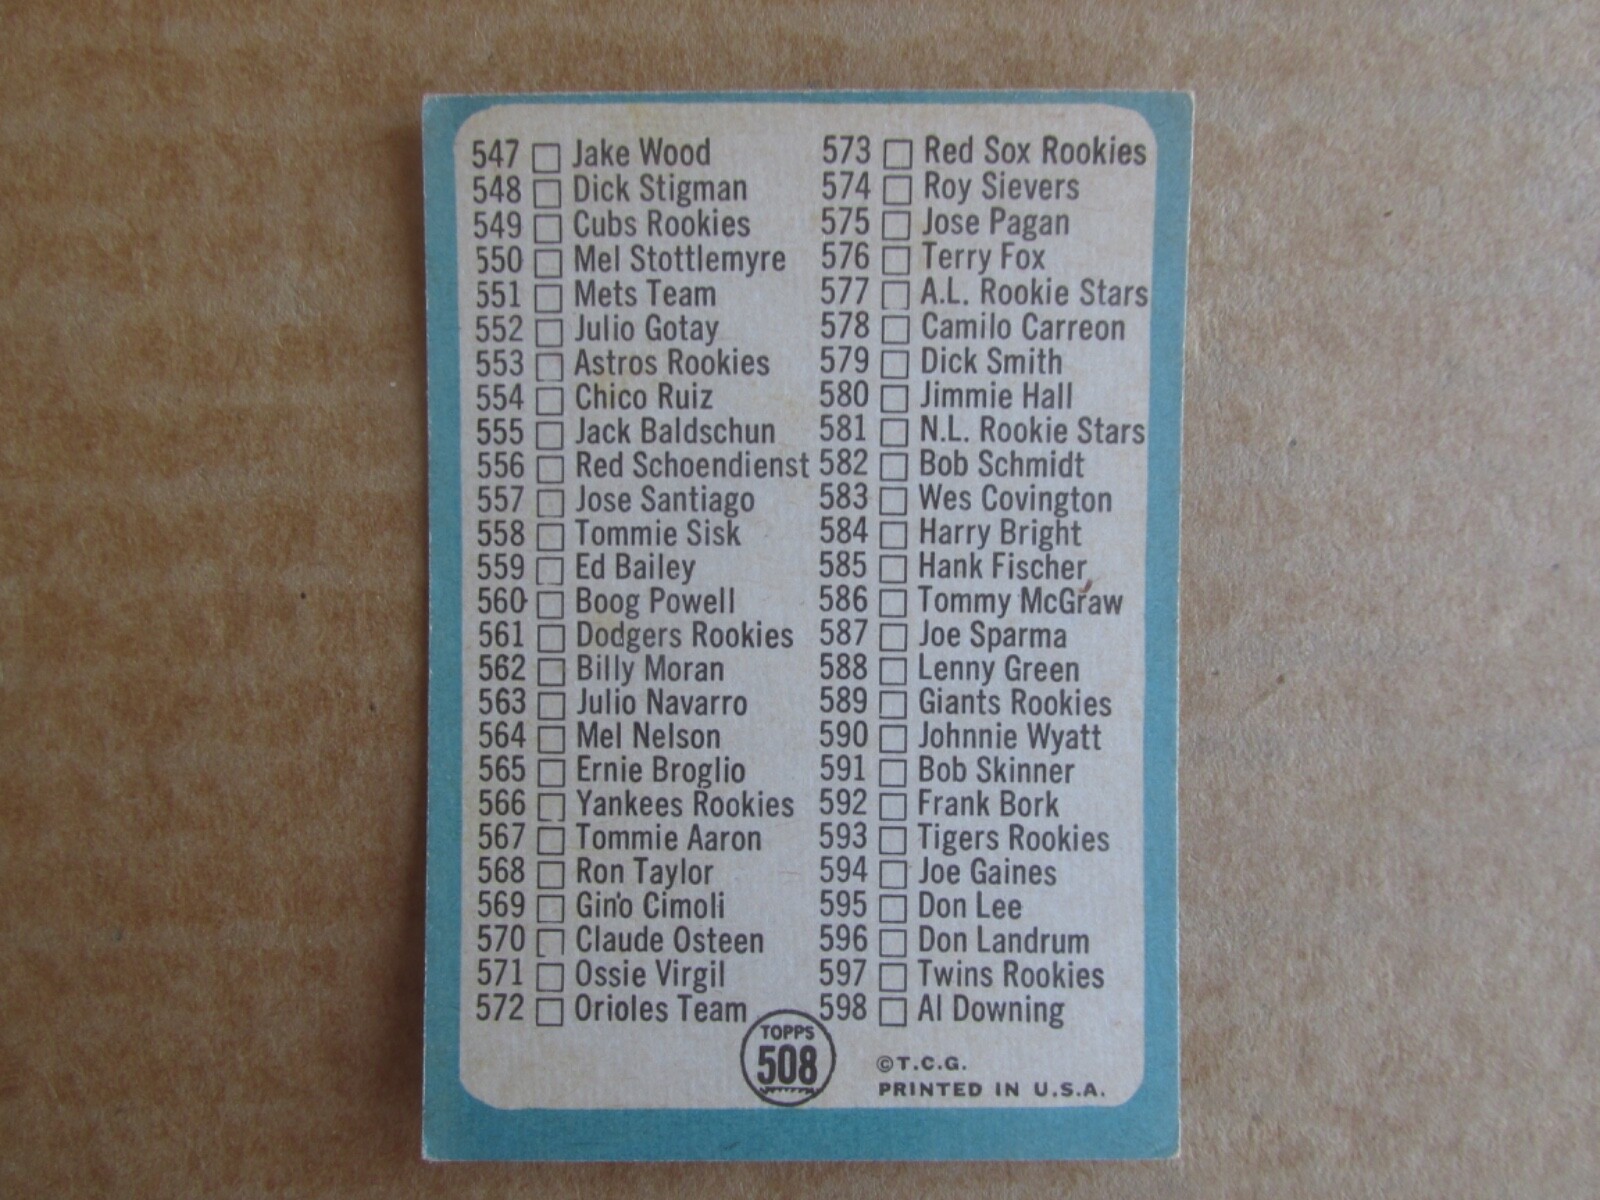 547 Jake Wood
548 Dick Stigman
549 Cubs Rookies
550 Mel Stottlemyre
551 Mets Team
552 Julio Gotay
553 Astros Rookies
554 Chico Ruiz
555 Jack Baldschun
556 Red Schoendienst
557 Jose Santiago
558 Tommie Sisk
559 Ed Bailey
560 Boog Powell
561 Dodgers Rookies
562 Billy Moran
563 Julio Navarro
564 Mel Nelson
565 Ernie Broglio
566 Yankees Rookies
567 Tommie Aaron
568 Ron Taylor
569 Gino Cimoli
570 Claude Osteen
571 Ossie Virgil
572 Orioles Team
573 Red Sox Rookies
574 Roy Sievers
575 Jose Pagan
576 Terry Fox
577 A.L. Rookie Stars
578 Camilo Carreon
579 Dick Smith
580 Jimmie Hall
581 N.L. Rookie Stars
582 Bob Schmidt
583 Wes Covington
584 Harry Bright
585 Hank Fischer
586 Tommy McGraw
587 Joe Sparma
588 Lenny Green
589 Giants Rookies
590 Johnnie Wyatt
591 Bob Skinner
592 Frank Bork
593 Tigers Rookies
594 Joe Gaines
595 Don Lee
596 Don Landrum
597 Twins Rookies
598 Al Downing
TOPPS
508
©T.C.G.
PRINTED IN U.S.A.